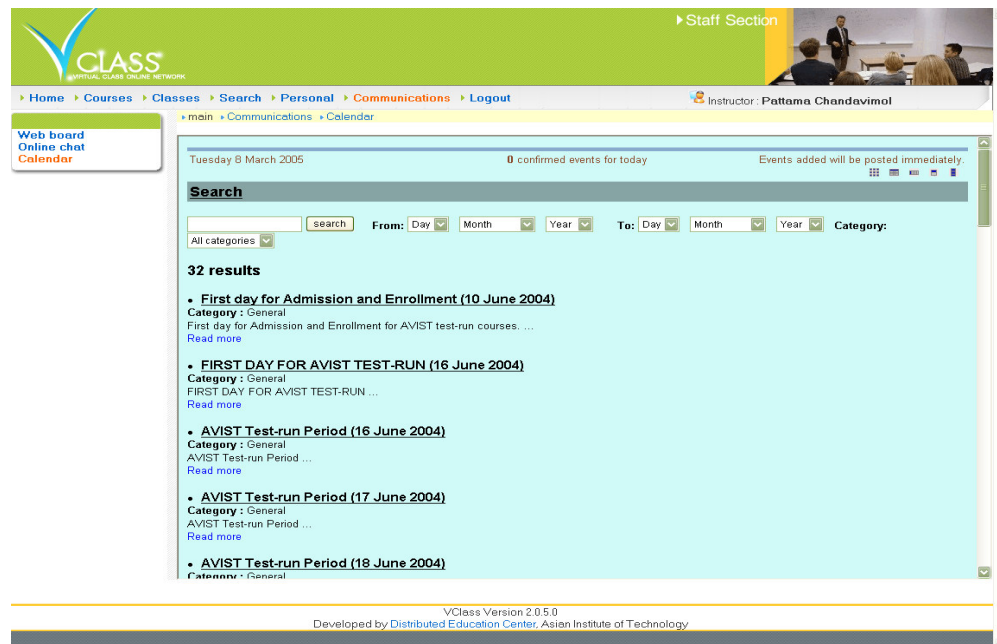 Staff Section
VCLASS
VIRTUAL CLASS ONLINE NETWORK
Home Courses Classes Search Personal Communications Logout
Instructor : Pattama Chandavimol
main Communications Calendar
Web board
Online chat
Calendar
Tuesday 8 March 2005 0 confirmed events for today Events added will be posted immediately.
Search
search From: Day Month Year To: Day Month Year Category:
All categories
32 results
• First day for Admission and Enrollment (10 June 2004)
Category : General
First day for Admission and Enrollment for AVIST test-run courses. ...
Read more
• FIRST DAY FOR AVIST TEST-RUN (16 June 2004)
Category : General
FIRST DAY FOR AVIST TEST-RUN ...
Read more
• AVIST Test-run Period (16 June 2004)
Category : General
AVIST Test-run Period ...
Read more
• AVIST Test-run Period (17 June 2004)
Category : General
AVIST Test-run Period ...
Read more
• AVIST Test-run Period (18 June 2004)
Category : General
VClass Version 2.0.5.0
Developed by Distributed Education Center, Asian Institute of Technology